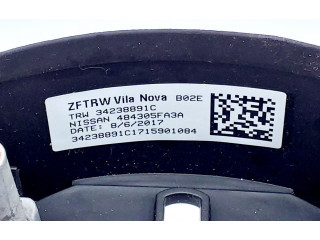 ZFTRW Vila Nova B02E
TRW 34238891C
NISSAN 484305FA3A
DATE: 8/6/2017
34238891C1715901084